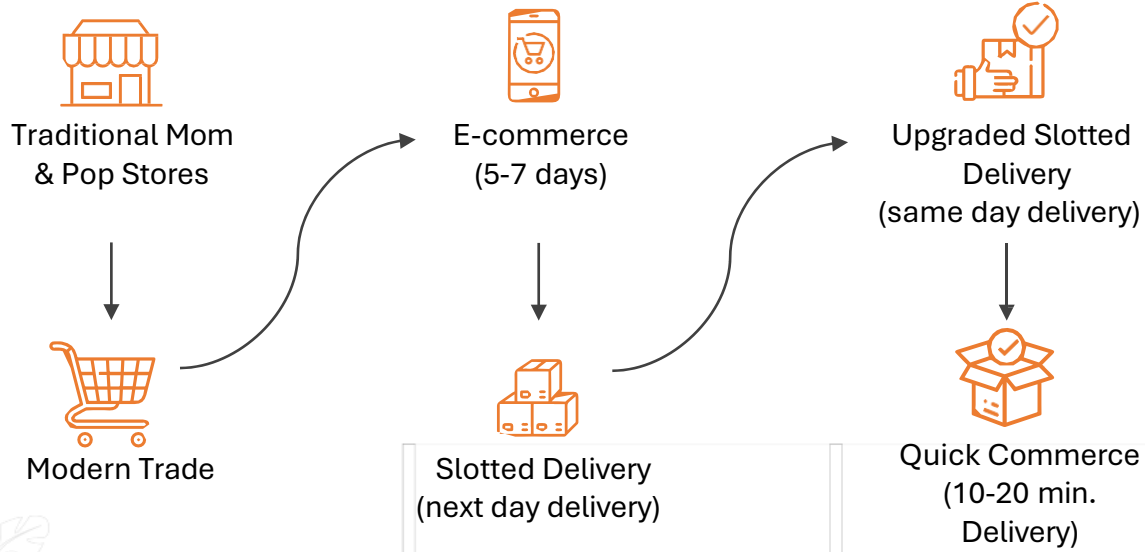 Traditional Mom
& Pop Stores
Modern Trade
E-commerce
(5-7 days)
Slotted Delivery
(next day delivery)
Upgraded Slotted
Delivery
(same day delivery)
Quick Commerce
(10-20 min.
Delivery)